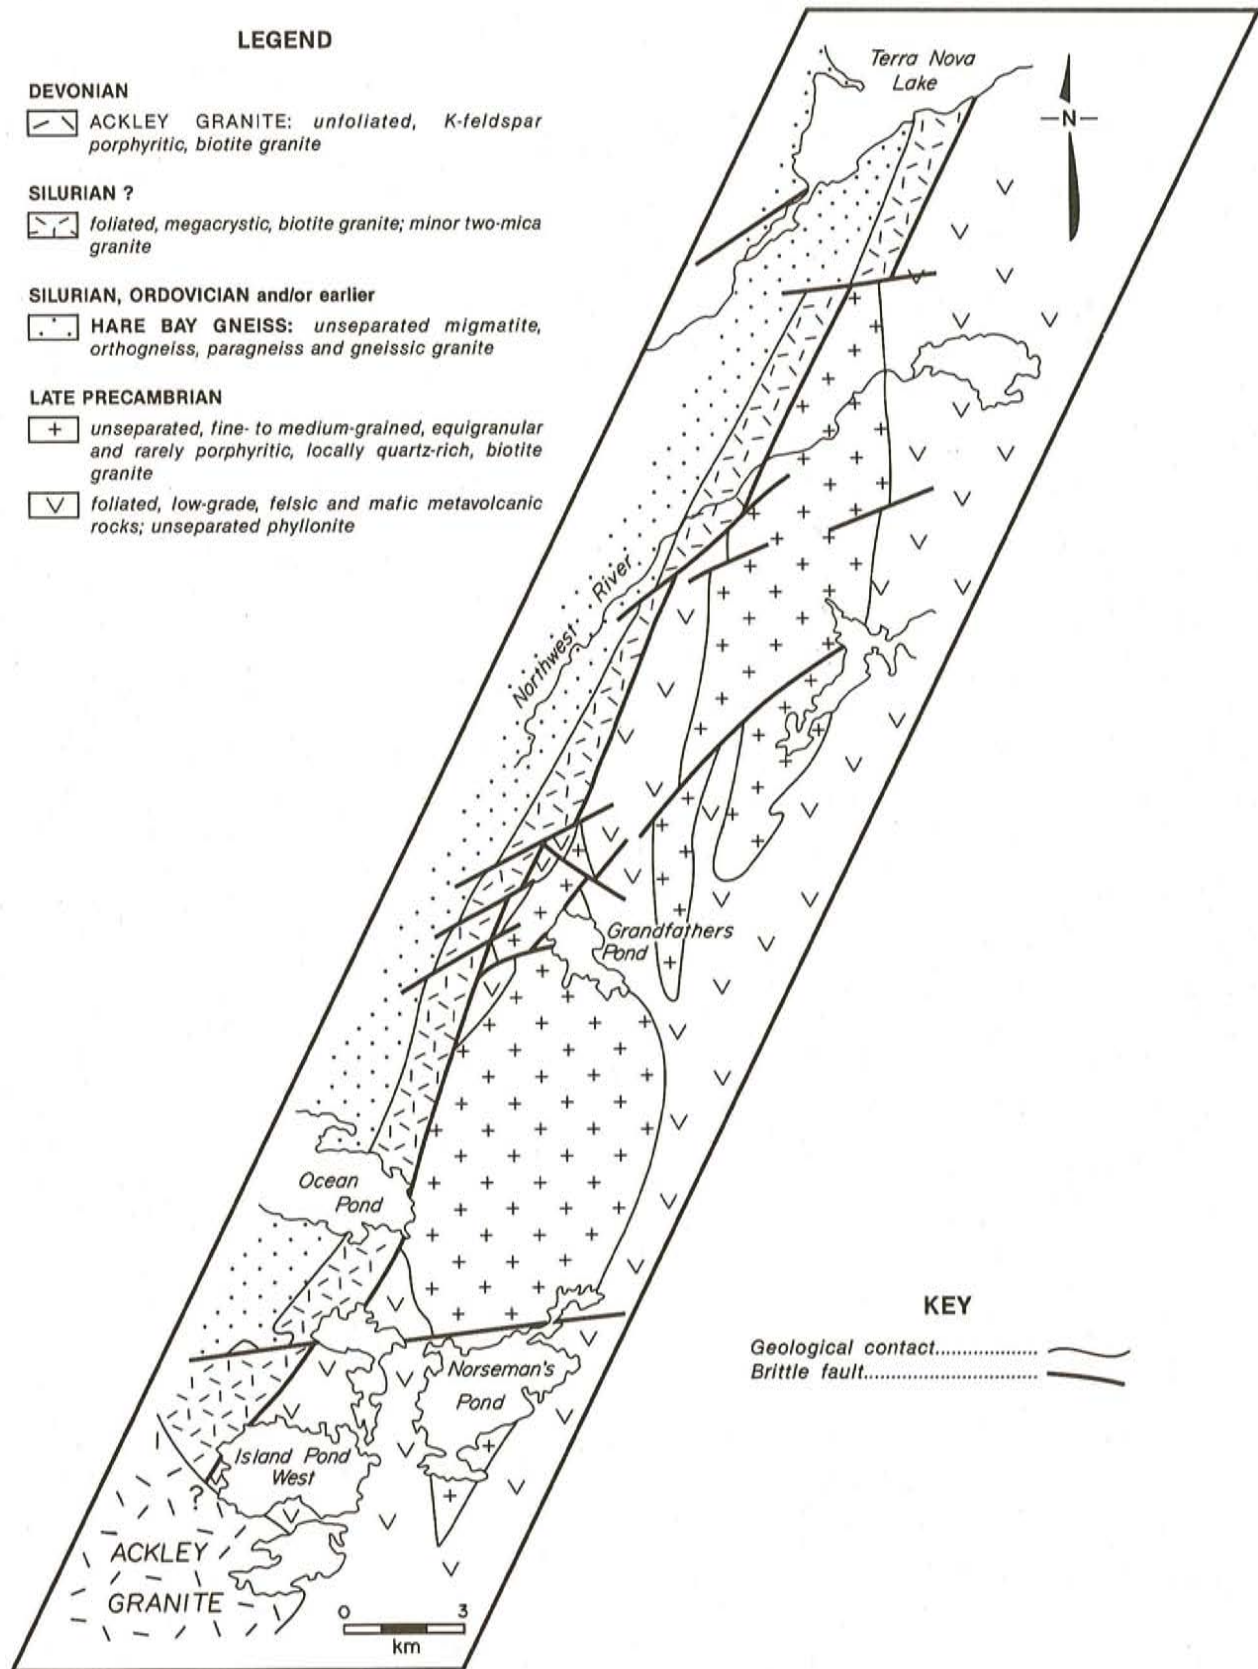 LEGEND
DEVONIAN
ACKLEY GRANITE: unfoliated, K-feldspar
porphyritic, biotite granite
SILURIAN ?
foliated, megacrystic, biotite granite; minor two-mica
granite
SILURIAN, ORDOVICIAN and/or earlier
HARE BAY GNEISS: unseparated migmatite,
orthogneiss, paragneiss and gneissic granite
LATE PRECAMBRIAN
unseparated, fine- to medium-grained, equigranular
and rarely porphyritic, locally quartz-rich, biotite
granite
foliated, low-grade, felsic and mafic metavolcanic
rocks; unseparated phyllonite
Terra Nova
Lake
N
Northwest River
Grandfathers
Pond
Ocean
Pond
Norseman's
Pond
Island Pond
West
?
ACKLEY
GRANITE
0 3
km
KEY
Geological contact..................
Brittle fault.............................